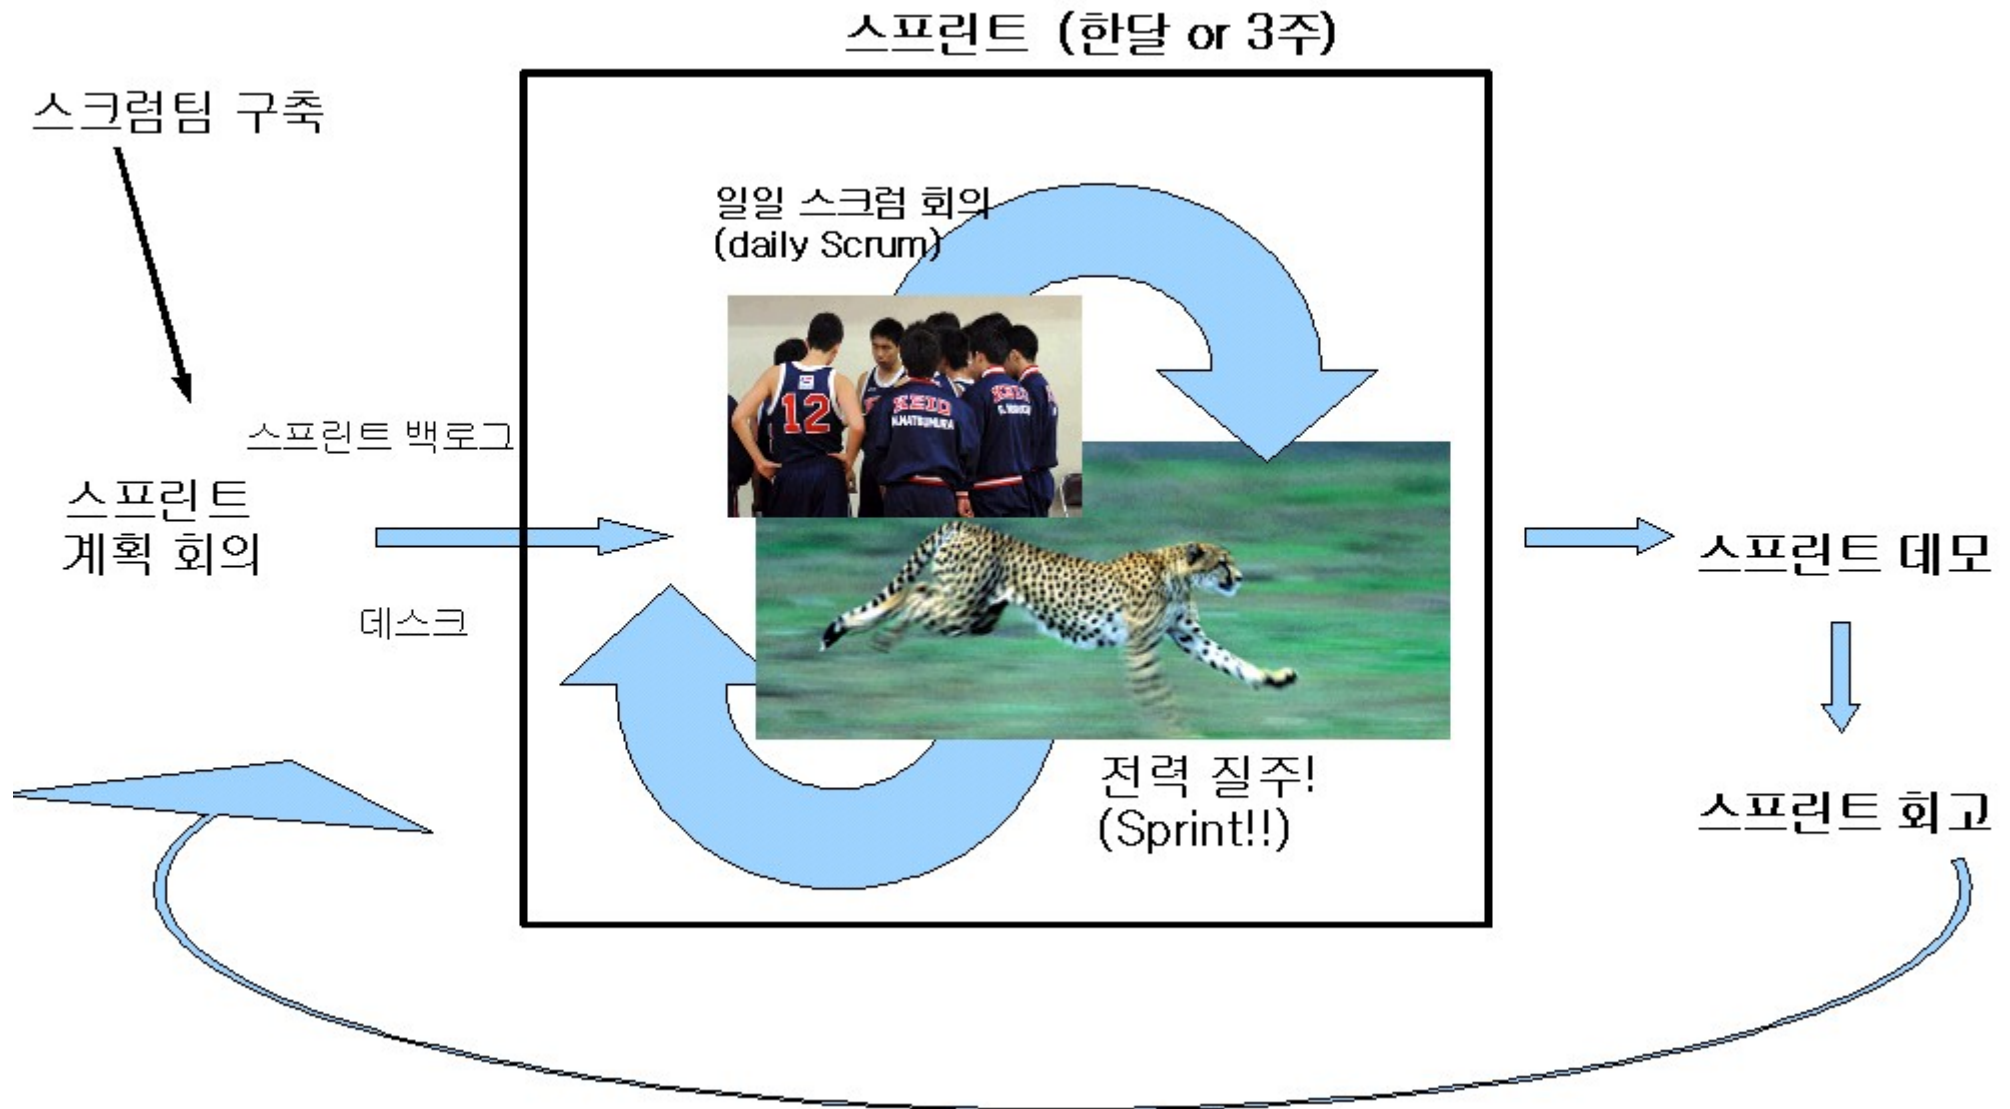 스프린트 (한달 or 3주)
스크럼팀 구축
일일 스크럼 회의
(daily Scrum)
12
KEIO
스프린트 백로그
스프린트
계획 회의
데스크
스프린트 데모
전력 질주!
(Sprint!!)
스프린트 회고